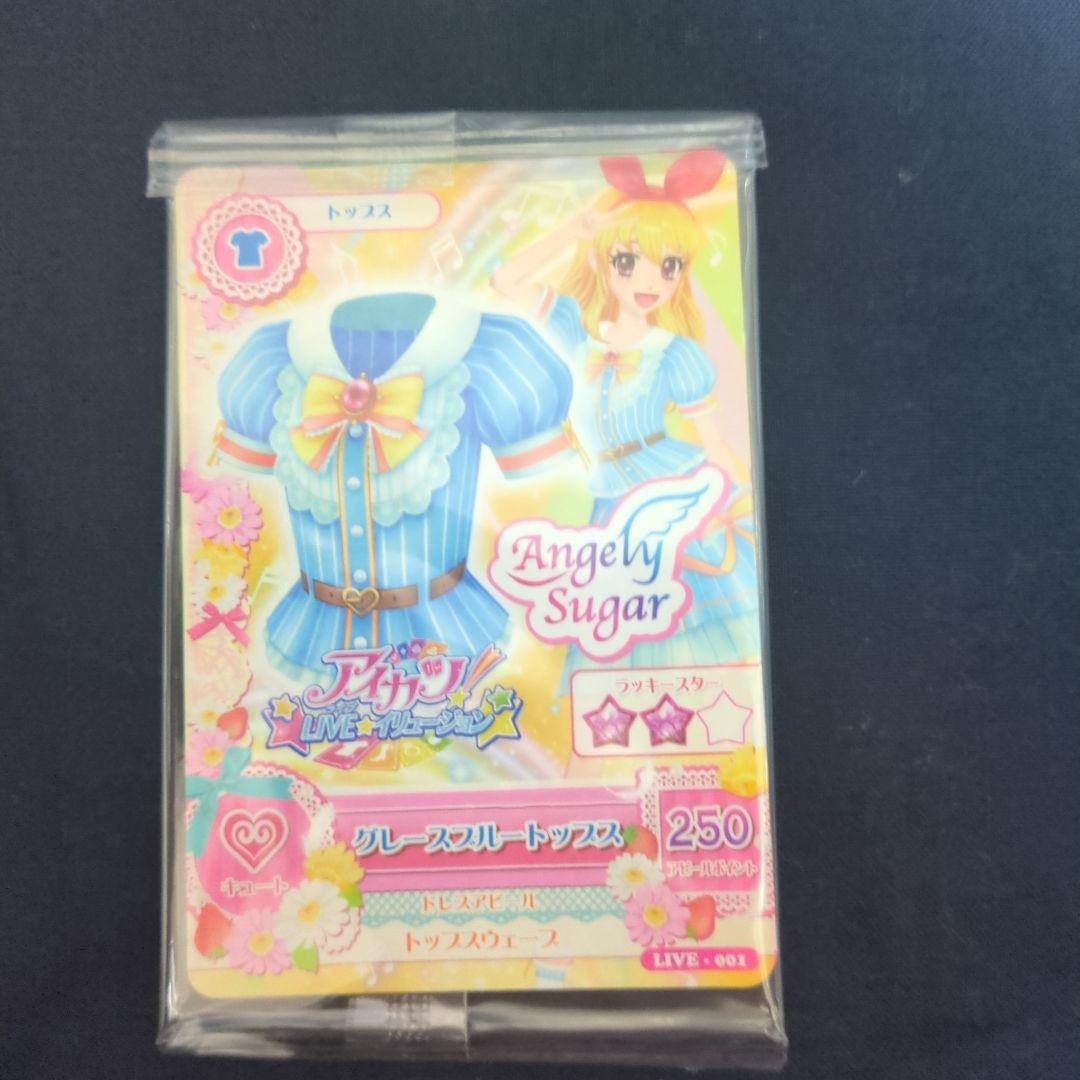 トップス
Angely
Sugar
アイカツ!
LIVE★イリュージョン
ラッキースター
グレースブルートップス
250
アピールポイント
キュート
ドレスアピール
トップスウェーブ
LIVE - 001